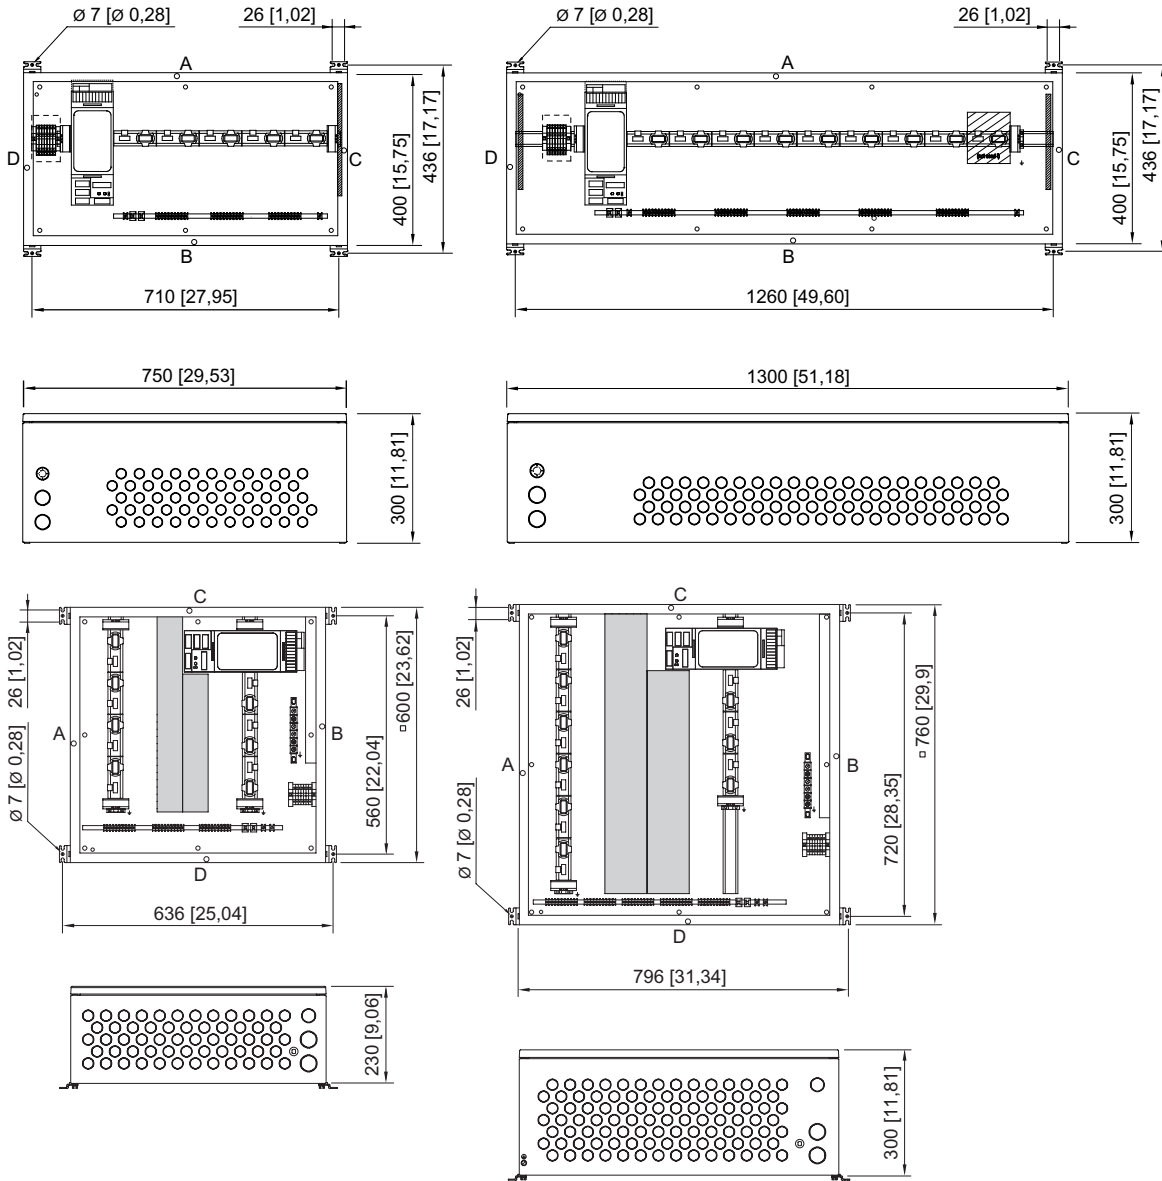 Ø 7 [Ø 0,28]
26 [1,02]
A
D
C
B
400 [15,75]
436 [17,17]
710 [27,95]
Ø 7 [Ø 0,28]
26 [1,02]
A
D
C
B
400 [15,75]
436 [17,17]
1260 [49,60]
750 [29,53]
300 [11,81]
1300 [51,18]
300 [11,81]
C
26 [1,02]
A
B
Ø 7 [Ø 0,28]
560 [22,04]
□600 [23,62]
D
636 [25,04]
C
26 [1,02]
A
B
Ø 7 [Ø 0,28]
720 [28,35]
□ 760 [29,9]
D
796 [31,34]
230 [9,06]
300 [11,81]